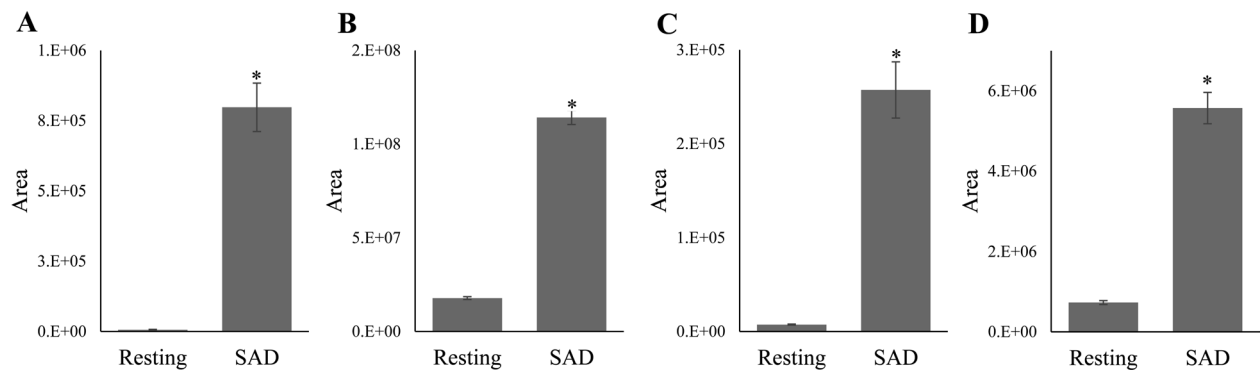 A
Area
1.E+06
8.E+05
5.E+05
3.E+05
0.E+00
*
Resting
SAD
B
Area
2.E+08
1.E+08
5.E+07
0.E+00
*
Resting
SAD
C
Area
3.E+05
2.E+05
1.E+05
0.E+00
*
Resting
SAD
D
Area
6.E+06
4.E+06
2.E+06
0.E+00
*
Resting
SAD